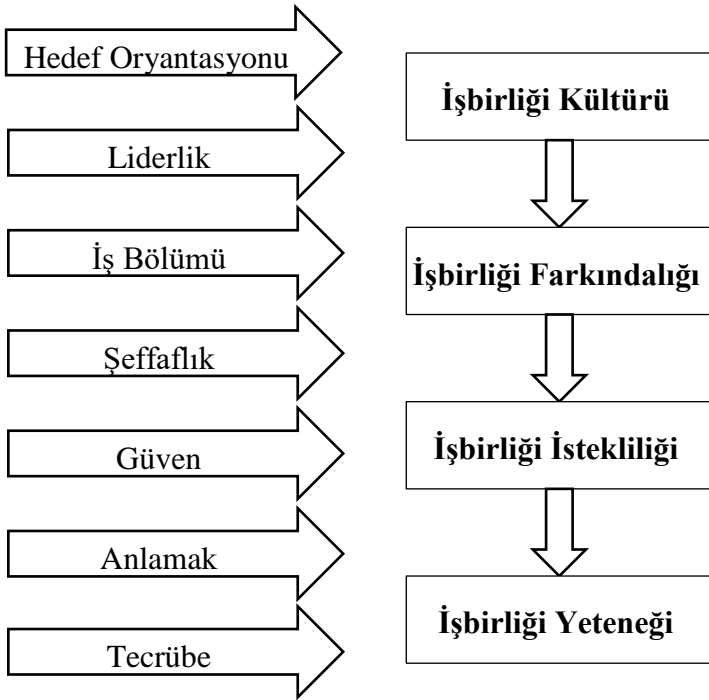 Hedef Oryantasyonu
Liderlik
İş Bölümü
Şeffaflık
Güven
Anlamak
Tecrübe
İşbirliği Kültürü
İşbirliği Farkındalığı
İşbirliği İstekliliği
İşbirliği Yeteneği